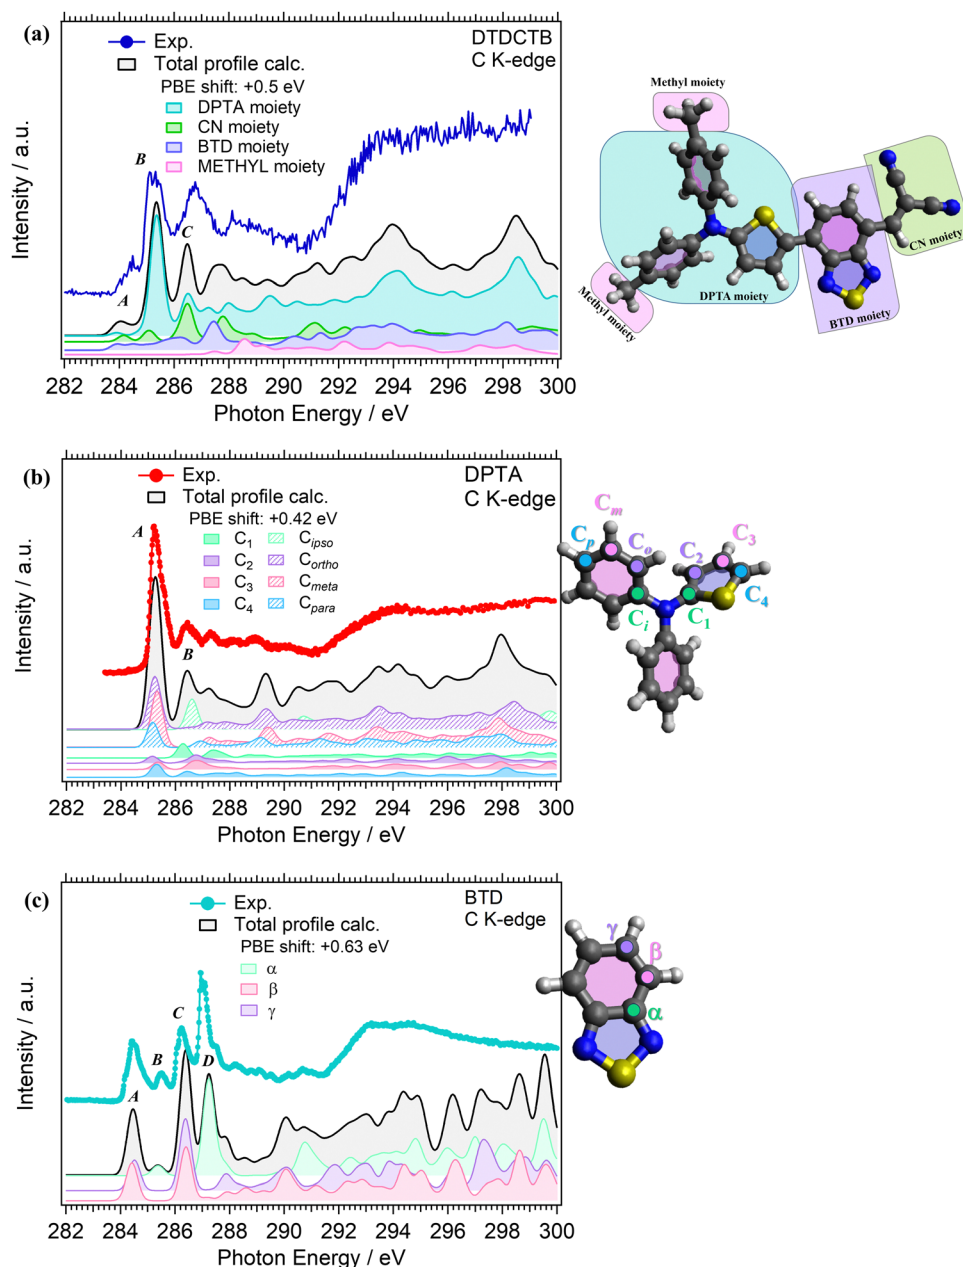 (a)
Exp.
Total profile calc.
PBE shift: +0.5 eV
DPTA moiety
CN moiety
BTD moiety
METHYL moiety
DTDCTB
C K-edge
A
B
C
Intensity / a.u.
282 284 286 288 290 292 294 296 298 300
Photon Energy / eV
Methyl moiety
Methyl moiety
DPTA moiety
BTD moiety
CN moiety
(b)
Exp.
Total profile calc.
PBE shift: +0.42 eV
C1 Cipso
C2 Cortho
C3 Cmeta
C4 Cpara
DPTA
C K-edge
A
B
Intensity / a.u.
282 284 286 288 290 292 294 296 298 300
Photon Energy / eV
Cm
Cp
Co
Ci
C2
C3
C4
C1
(c)
Exp.
Total profile calc.
PBE shift: +0.63 eV
α
β
γ
BTD
C K-edge
A
B
C
D
Intensity / a.u.
282 284 286 288 290 292 294 296 298 300
Photon Energy / eV
γ
β
α